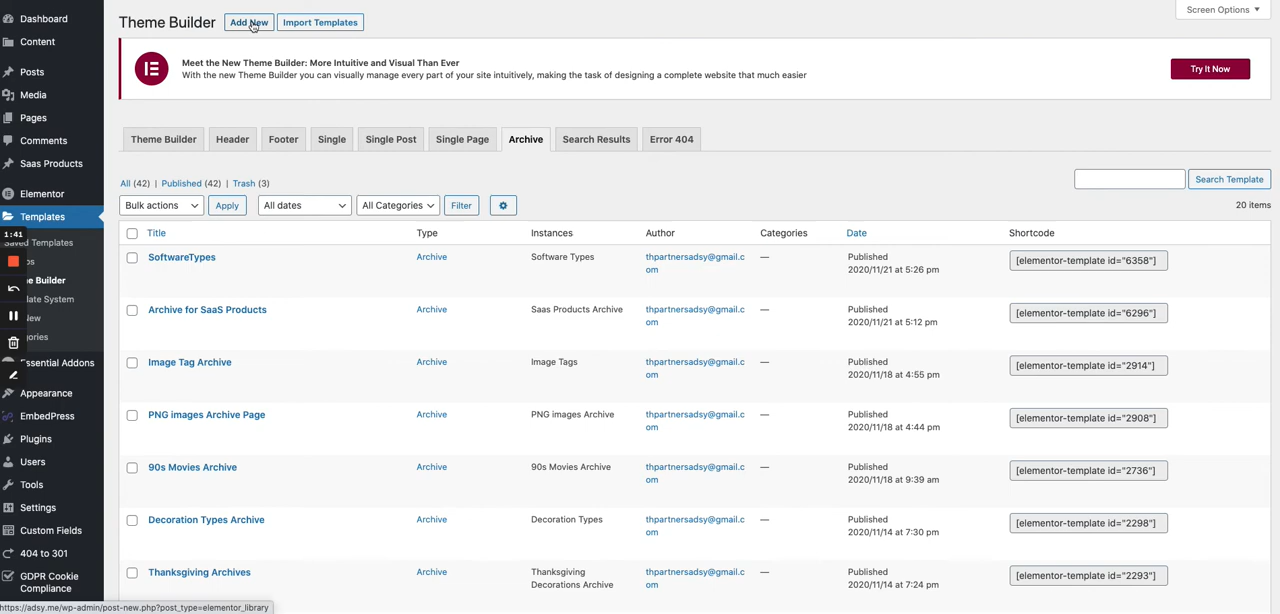 Dashboard
Content
Posts
Media
Pages
Comments
Saas Products
Elementor
Templates
1:41
Saved Templates
me Builder
late System
New
gories
Essential Addons
Appearance
EmbedPress
Plugins
Users
Tools
Settings
Custom Fields
404 to 301
GDPR Cookie
Compliance
Theme Builder
Add New
Import Templates
Screen Options
Meet the New Theme Builder: More Intuitive and Visual Than Ever
With the new Theme Builder you can visually manage every part of your site intuitively, making the task of designing a complete website that much easier
Try It Now
Theme Builder Header Footer Single Single Post Single Page Archive Search Results Error 404
All (42) | Published (42) | Trash (3)
Search Template
Bulk actions Apply All dates All Categories Filter
20 items
Title Type Instances Author Categories Date Shortcode
SoftwareTypes Archive Software Types thpartnersadsy@gmail.c — Published [elementor-template id="6358"]
om 2020/11/21 at 5:26 pm
Archive for SaaS Products Archive Saas Products Archive thpartnersadsy@gmail.c — Published [elementor-template id="6296"]
om 2020/11/21 at 5:12 pm
Image Tag Archive Archive Image Tags thpartnersadsy@gmail.c — Published [elementor-template id="2914"]
om 2020/11/18 at 4:55 pm
PNG images Archive Page Archive PNG images Archive thpartnersadsy@gmail.c — Published [elementor-template id="2908"]
om 2020/11/18 at 4:44 pm
90s Movies Archive Archive 90s Movies Archive thpartnersadsy@gmail.c — Published [elementor-template id="2736"]
om 2020/11/18 at 9:39 am
Decoration Types Archive Archive Decoration Types thpartnersadsy@gmail.c — Published [elementor-template id="2298"]
om 2020/11/14 at 7:30 pm
Thanksgiving Archives Archive Thanksgiving thpartnersadsy@gmail.c — Published [elementor-template id="2293"]
Decorations Archive om 2020/11/14 at 7:24 pm
https://adsy.me/wp-admin/post-new.php?post_type=elementor_library